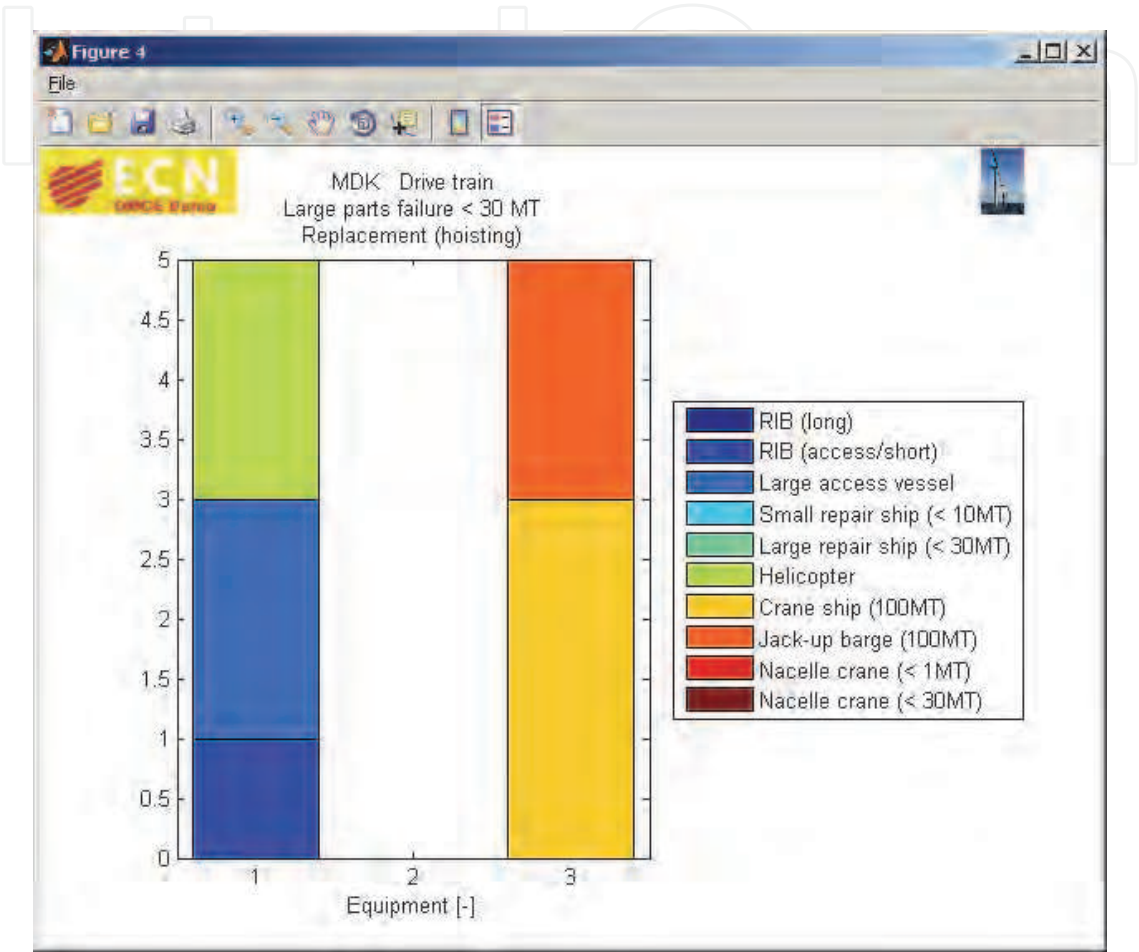 Figure 4
File
ECN
MDK Drive train
Large parts failure < 30 MT
Replacement (hoisting)
5
4.5
4
3.5
3
2.5
2
1.5
1
0.5
0
1 2 3
Equipment [-]
RIB (long)
RIB (access/short)
Large access vessel
Small repair ship (< 10MT)
Large repair ship (< 30MT)
Helicopter
Crane ship (100MT)
Jack-up barge (100MT)
Nacelle crane (< 1MT)
Nacelle crane (< 30MT)